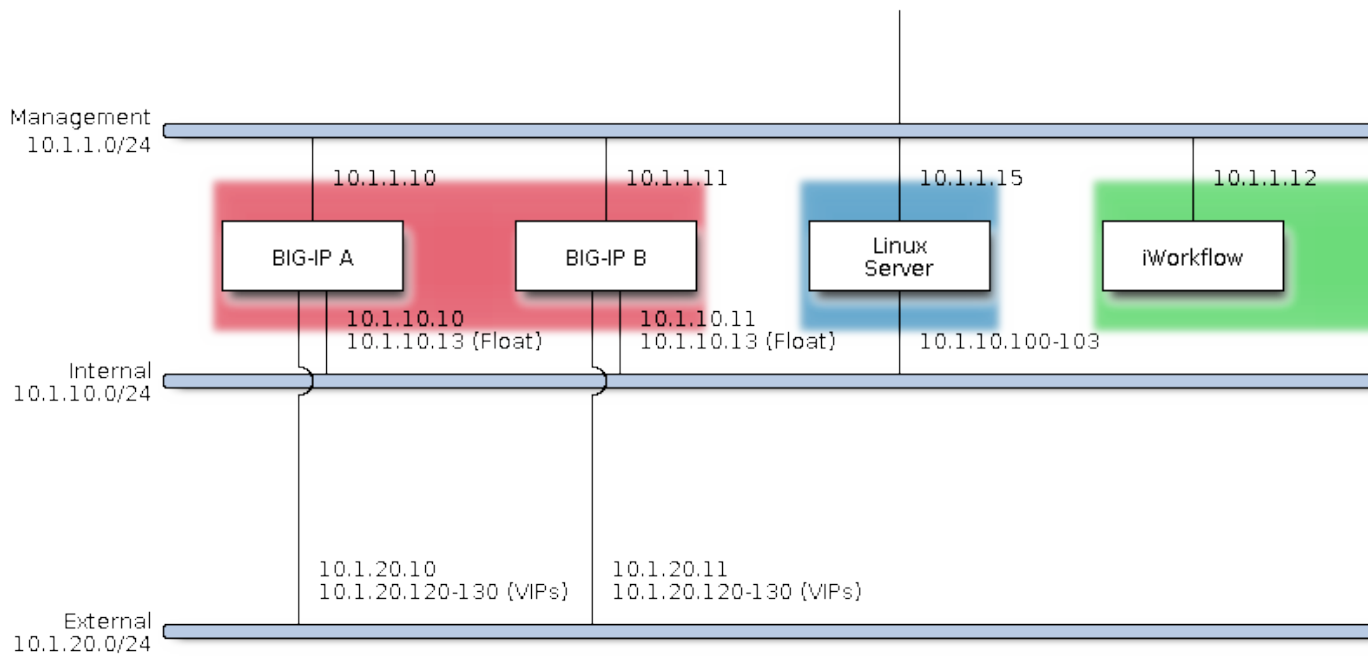 Management
10.1.1.0/24
10.1.1.10
10.1.1.11
10.1.1.15
10.1.1.12
BIG-IP A
BIG-IP B
Linux
Server
iWorkflow
10.1.10.10
10.1.10.13 (Float)
10.1.10.11
10.1.10.13 (Float)
10.1.10.100-103
Internal
10.1.10.0/24
10.1.20.10
10.1.20.120-130 (VIPs)
10.1.20.11
10.1.20.120-130 (VIPs)
External
10.1.20.0/24